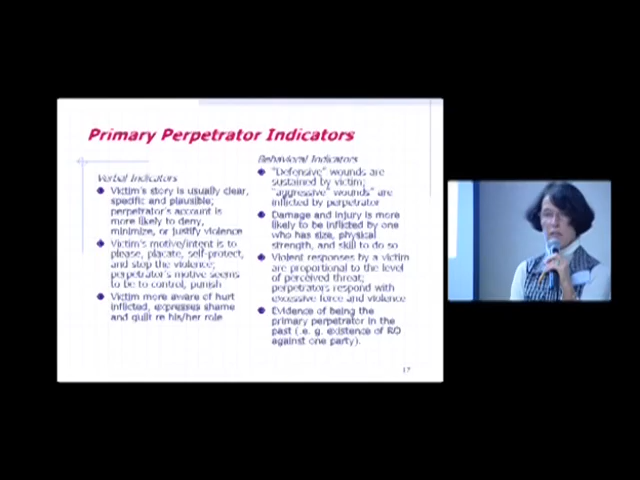 Primary Perpetrator Indicators
Verbal Indicators
Victim's story is usually clear,
specific and plausible;
perpetrator's account is
more likely to deny,
minimize, or justify violence
Victim's motive/intent is to
please, placate, self-protect,
and stop the violence;
perpetrator's motive seems
to be to control, punish
Victim more aware of hurt
inflicted, expresses shame
and guilt re his/her role
Behavioral Indicators
"Defensive" wounds are
sustained by victim;
"aggressive wounds" are
inflicted by perpetrator
Damage and injury is more
likely to be inflicted by one
who has size, physical
strength, and skill to do so
Violent responses by a victim
are proportional to the level
of perceived threat;
perpetrators respond with
excessive force and violence
Evidence of being the
primary perpetrator in the
past (.e. g. existence of RO
against one party).
17